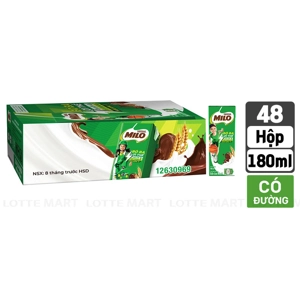 48
Hộp
180ml
CÓ
ĐƯỜNG
MILO
MILO
12630969
NSX: 8 tháng trước HSD
LOTTE MART LOTTE MART LOTTE MART